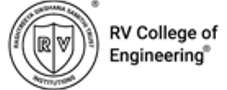 ®
RASHTREEYA SIKSHANA SAMITHI TRUST
RV
INSTITUTIONS
RV College of
Engineering®